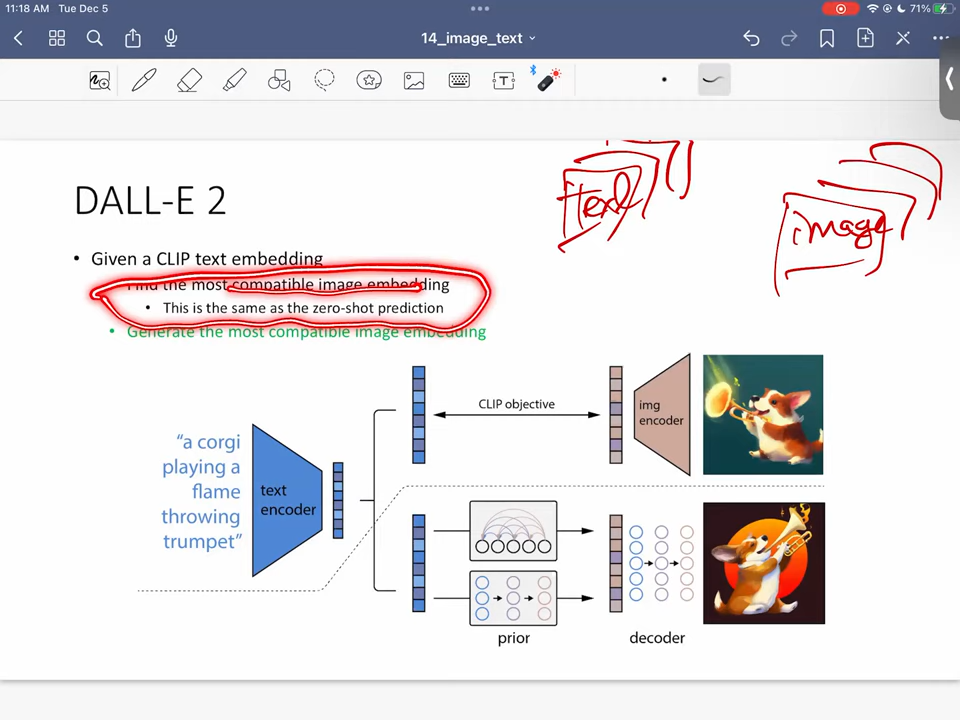 11:18 AM Tue Dec 5
71%
14_image_text
T
text
image
DALL-E 2
• Given a CLIP text embedding
Find the most compatible image embedding
• This is the same as the zero-shot prediction
• Generate the most compatible image embedding
CLIP objective
img
encoder
"a corgi
playing a
flame
throwing
trumpet"
text
encoder
prior
decoder